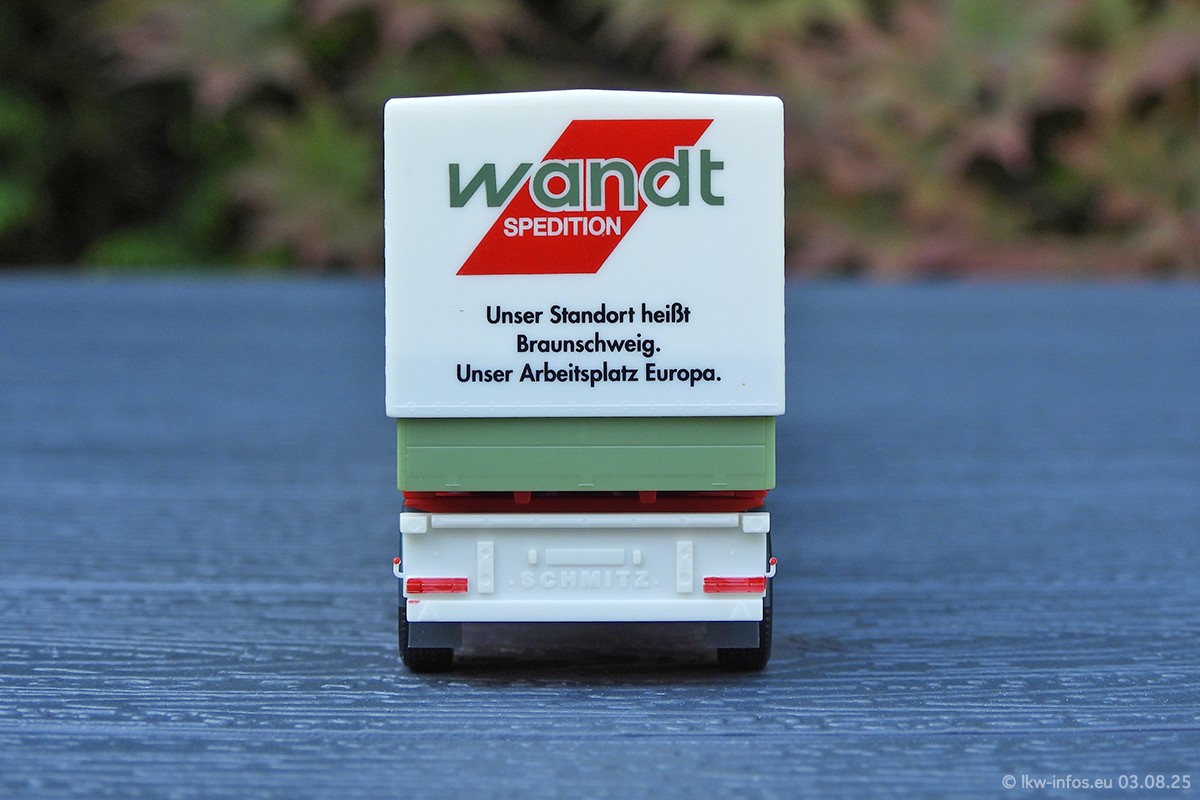 wandt
SPEDITION
Unser Standort heißt
Braunschweig.
Unser Arbeitsplatz Europa.
·SCHMITZ·
© lkw-infos.eu 03.08.25